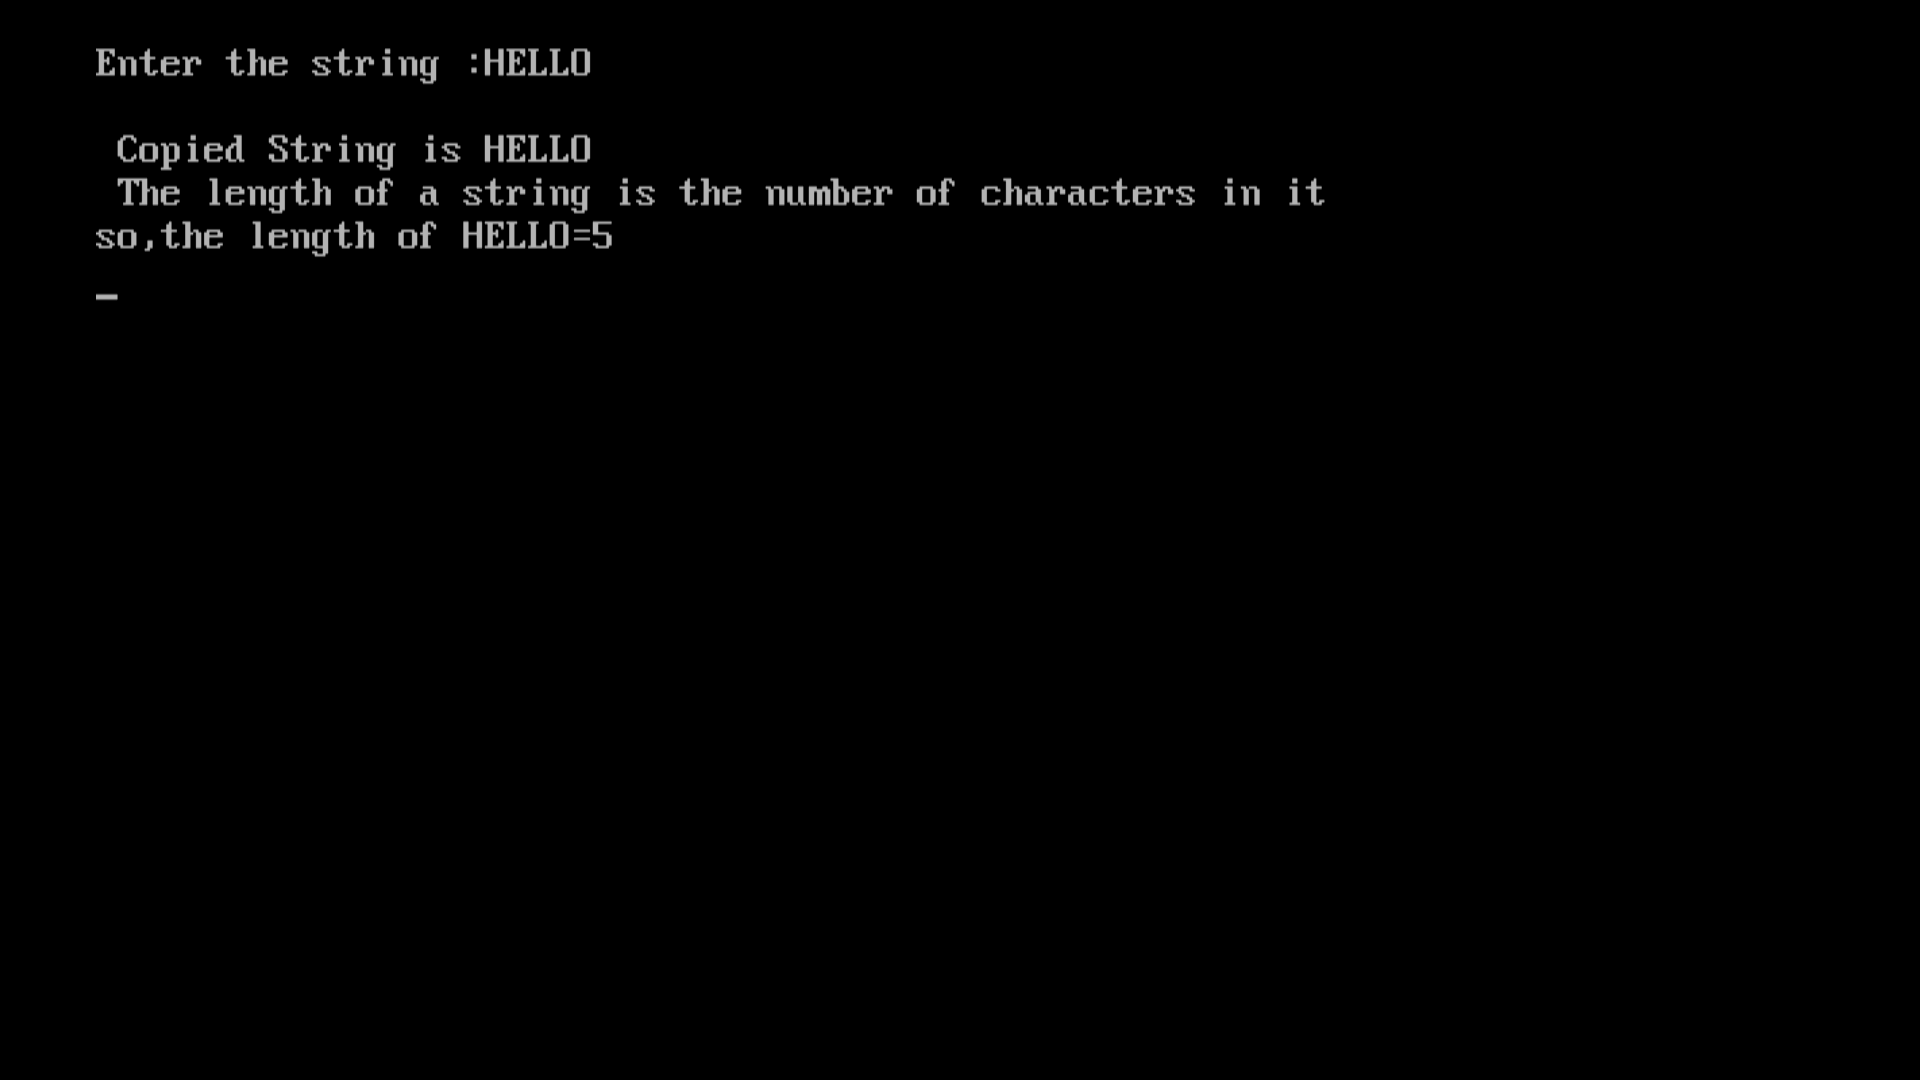 Enter the string :HELLO
Copied String is HELLO
The length of a string is the number of characters in it
so,the length of HELLO=5
_